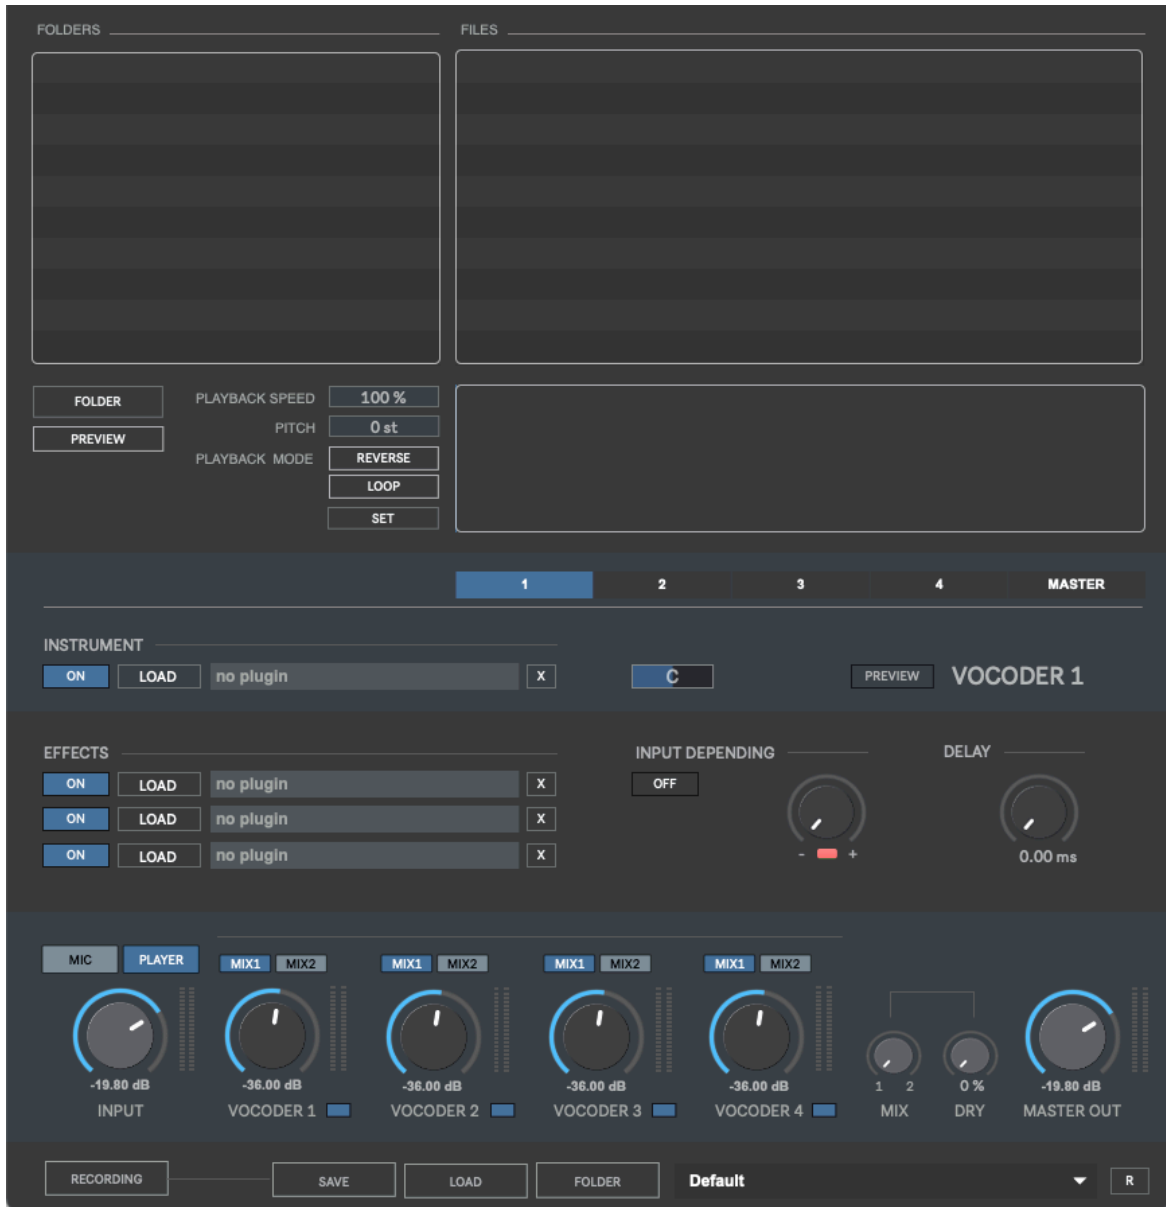 FOLDERS FILES
FOLDER PLAYBACK SPEED 100 %
PITCH 0 st
PREVIEW
PLAYBACK MODE REVERSE
LOOP
SET
1 2 3 4 MASTER
INSTRUMENT
ON LOAD no plugin X C PREVIEW VOCODER 1
EFFECTS INPUT DEPENDING DELAY
ON LOAD no plugin X OFF
ON LOAD no plugin X
ON LOAD no plugin X - + 0.00 ms
MIC PLAYER MIX1 MIX2 MIX1 MIX2 MIX1 MIX2 MIX1 MIX2
-19.80 dB -36.00 dB -36.00 dB -36.00 dB -36.00 dB 1 2 0 % -19.80 dB
INPUT VOCODER 1 VOCODER 2 VOCODER 3 VOCODER 4 MIX DRY MASTER OUT
RECORDING SAVE LOAD FOLDER Default R